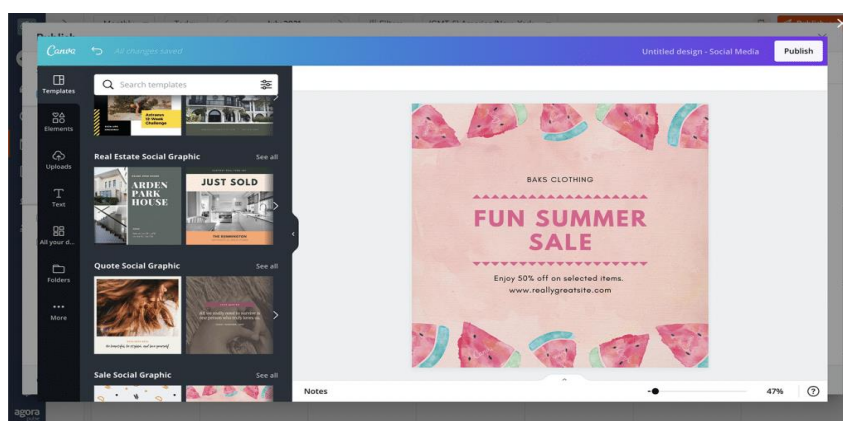 Publish
Canva
All changes saved
Untitled design - Social Media
Publish
Templates
Elements
Uploads
Text
All your d...
Folders
More
Search templates
Real Estate Social Graphic
See all
ARDEN
PARK
HOUSE
JUST SOLD
Quote Social Graphic
See all
Sale Social Graphic
See all
BAKS CLOTHING
FUN SUMMER
SALE
Enjoy 50% off on selected items.
www.reallygreatsite.com
Notes
47%
agora